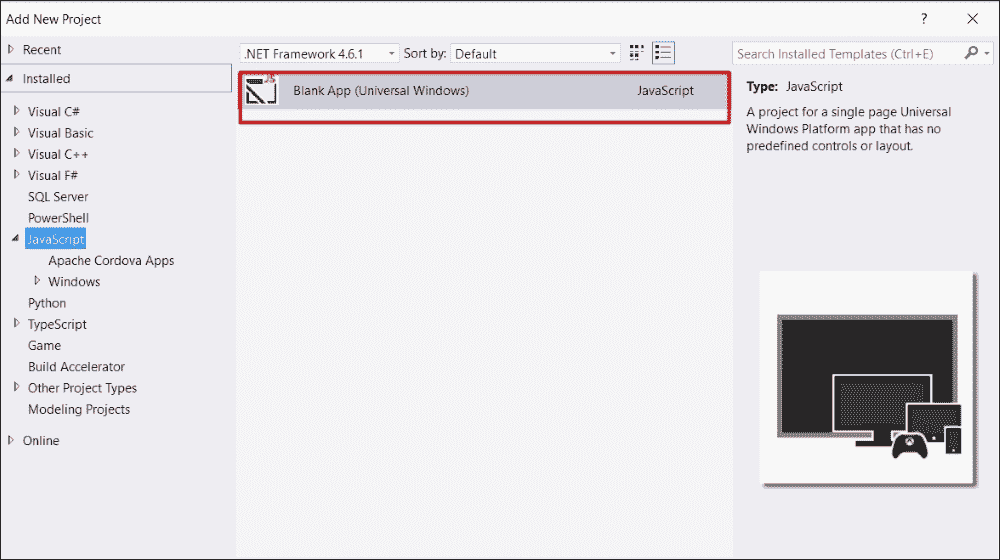 Add New Project
?
Recent
.NET Framework 4.6.1
Sort by: Default
Search Installed Templates (Ctrl+E)
Installed
Visual C#
Visual Basic
Visual C++
Visual F#
SQL Server
PowerShell
JavaScript
Apache Cordova Apps
Windows
Python
TypeScript
Game
Build Accelerator
Other Project Types
Modeling Projects
Online
JS
Blank App (Universal Windows) JavaScript
Type: JavaScript
A project for a single page Universal
Windows Platform app that has no
predefined controls or layout.